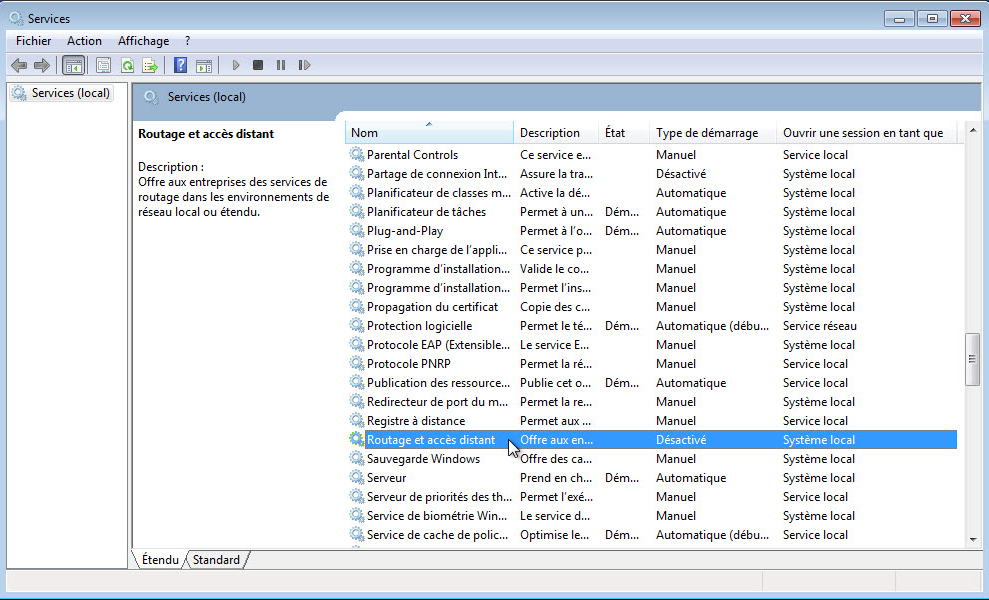 Services
Fichier Action Affichage ?
Services (local)
Services (local)
Routage et accès distant
Description :
Offre aux entreprises des services de
routage dans les environnements de
réseau local ou étendu.
Nom Description État Type de démarrage Ouvrir une session en tant que
Parental Controls Ce service e... Manuel Service local
Partage de connexion Int... Assure la tra... Désactivé Système local
Planificateur de classes m... Active la dé... Automatique Système local
Planificateur de tâches Permet à un... Dém... Automatique Système local
Plug-and-Play Permet à l'o... Dém... Automatique Système local
Prise en charge de l'appli... Ce service p... Manuel Système local
Programme d'installation... Valide le co... Manuel Système local
Programme d'installation... Permet l'ins... Manuel Système local
Propagation du certificat Copie des c... Manuel Système local
Protection logicielle Permet le té... Dém... Automatique (débu... Service réseau
Protocole EAP (Extensible... Le service E... Manuel Système local
Protocole PNRP Permet la ré... Manuel Service local
Publication des ressource... Publie cet o... Dém... Automatique Service local
Redirecteur de port du m... Permet la re... Manuel Système local
Registre à distance Permet aux ... Manuel Service local
Routage et accès distant Offre aux en... Désactivé Système local
Sauvegarde Windows Offre des ca... Manuel Système local
Serveur Prend en ch... Dém... Automatique Système local
Serveur de priorités des th... Permet l'exé... Manuel Service local
Service de biométrie Win... Le service d... Manuel Système local
Service de cache de polic... Optimise le... Dém... Automatique (débu... Service local
Étendu Standard